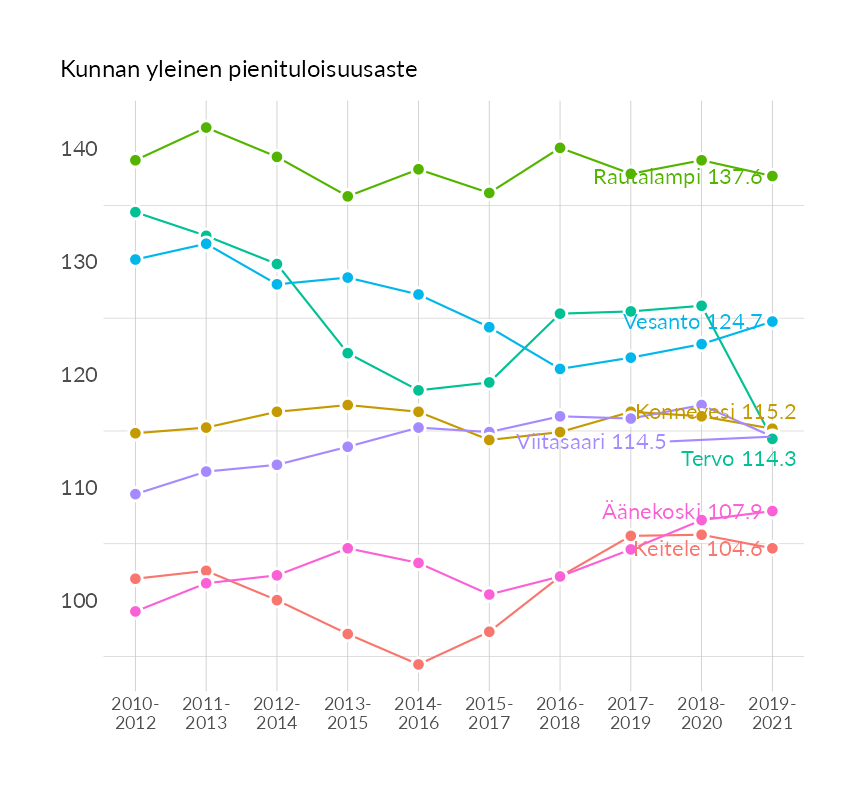 Kunnan yleinen pienituloisuusaste
140
130
120
110
100
Rautalampi 137.6
Vesanto 124.7
Konnevesi 115.2
Viitasaari 114.5
Tervo 114.3
Äänekoski 107.9
Keitele 104.6
2010- 2011- 2012- 2013- 2014- 2015- 2016- 2017- 2018- 2019-
2012 2013 2014 2015 2016 2017 2018 2019 2020 2021